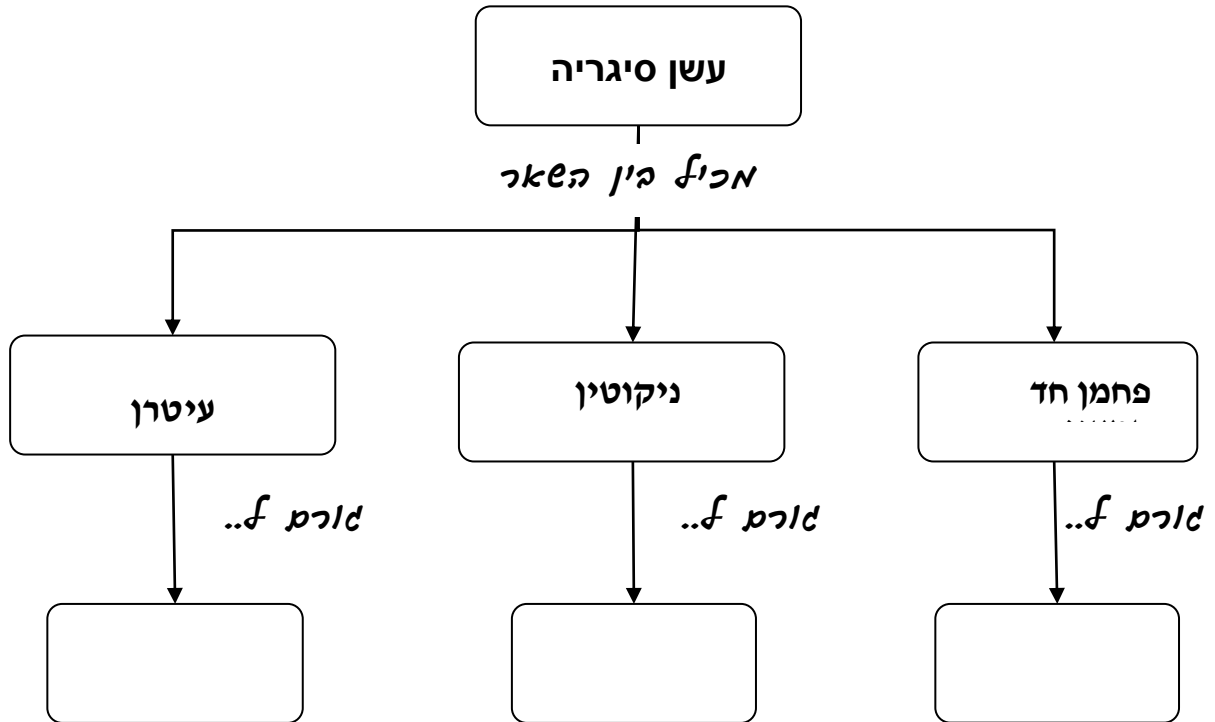 עשן סיגריה
מכיל בין השאר
פחמן חד
ניקוטין
עיטרן
גורם ל..
גורם ל..
גורם ל..